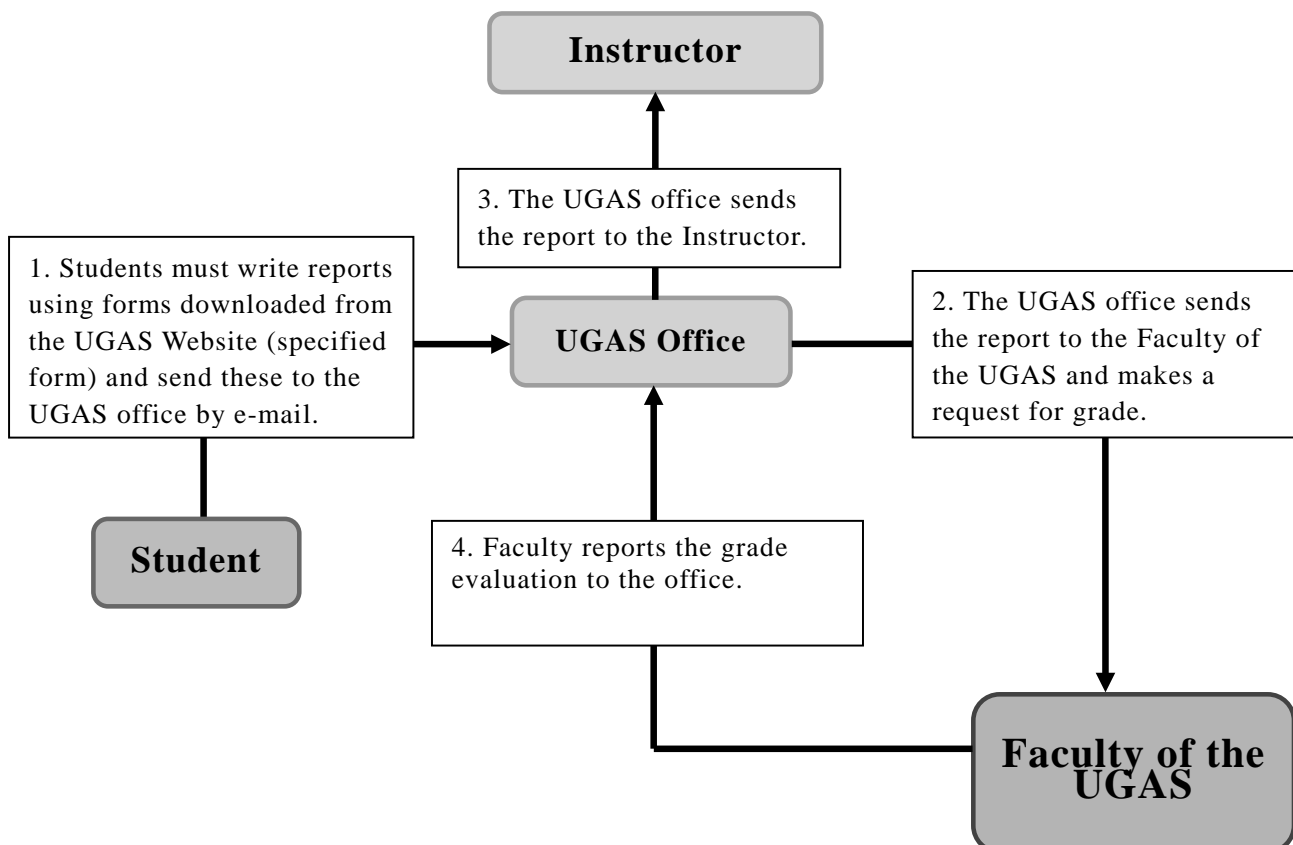 Instructor
3. The UGAS office sends
the report to the Instructor.
1. Students must write reports
using forms downloaded from
the UGAS Website (specified
form) and send these to the
UGAS office by e-mail.
UGAS Office
2. The UGAS office sends
the report to the Faculty of
the UGAS and makes a
request for grade.
Student
4. Faculty reports the grade
evaluation to the office.
Faculty of the
UGAS